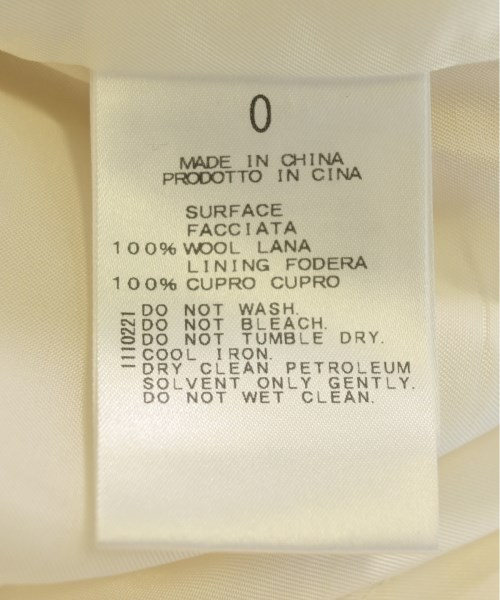 0
MADE IN CHINA
PRODOTTO IN CINA
SURFACE
FACCIATA
100% WOOL LANA
LINING FODERA
100% CUPRO CUPRO
DO NOT WASH.
DO NOT BLEACH.
DO NOT TUMBLE DRY.
COOL IRON.
DRY CLEAN PETROLEUM
SOLVENT ONLY GENTLY.
DO NOT WET CLEAN.
1110221